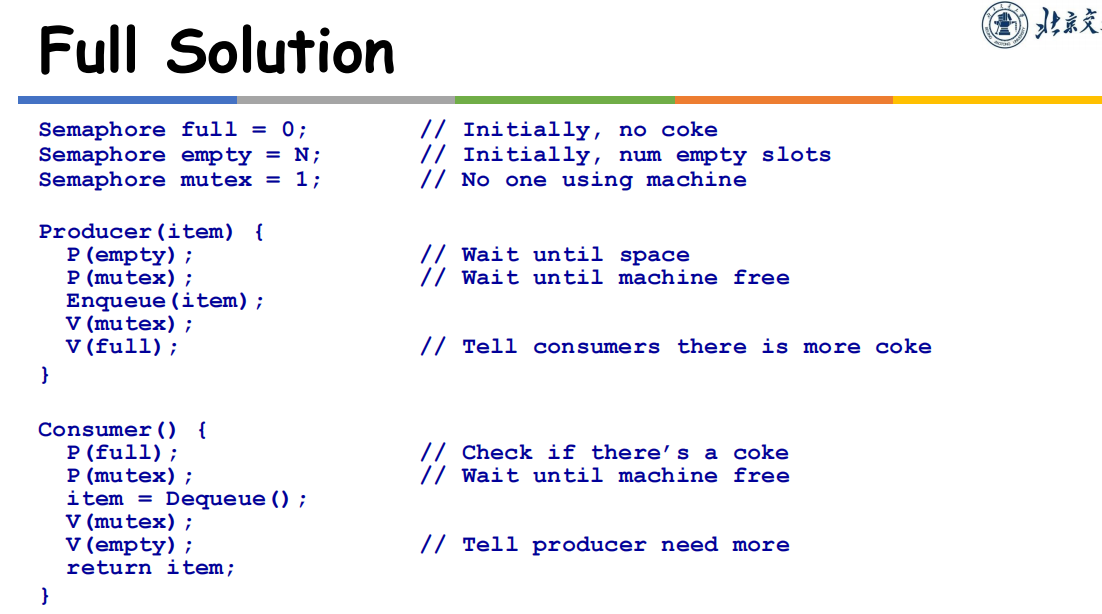 Full Solution
北京交
Semaphore full = 0; // Initially, no coke
Semaphore empty = N; // Initially, num empty slots
Semaphore mutex = 1; // No one using machine
Producer(item) {
P(empty); // Wait until space
P(mutex); // Wait until machine free
Enqueue(item);
V(mutex);
V(full); // Tell consumers there is more coke
}
Consumer() {
P(full); // Check if there’s a coke
P(mutex); // Wait until machine free
item = Dequeue();
V(mutex);
V(empty); // Tell producer need more
return item;
}